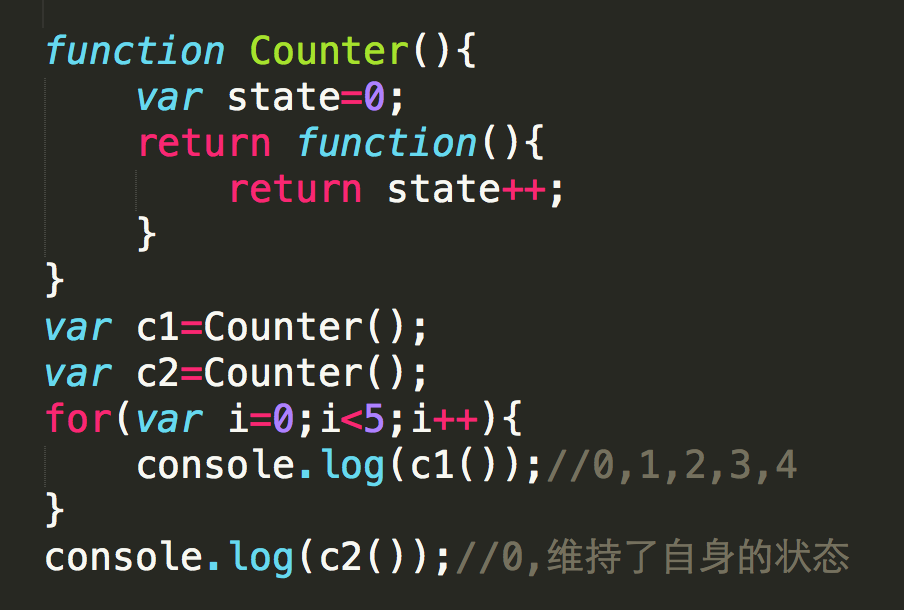 function Counter(){
    var state=0;
    return function(){
        return state++;
    }
}
var c1=Counter();
var c2=Counter();
for(var i=0;i<5;i++){
    console.log(c1());//0,1,2,3,4
}
console.log(c2());//0,维持了自身的状态